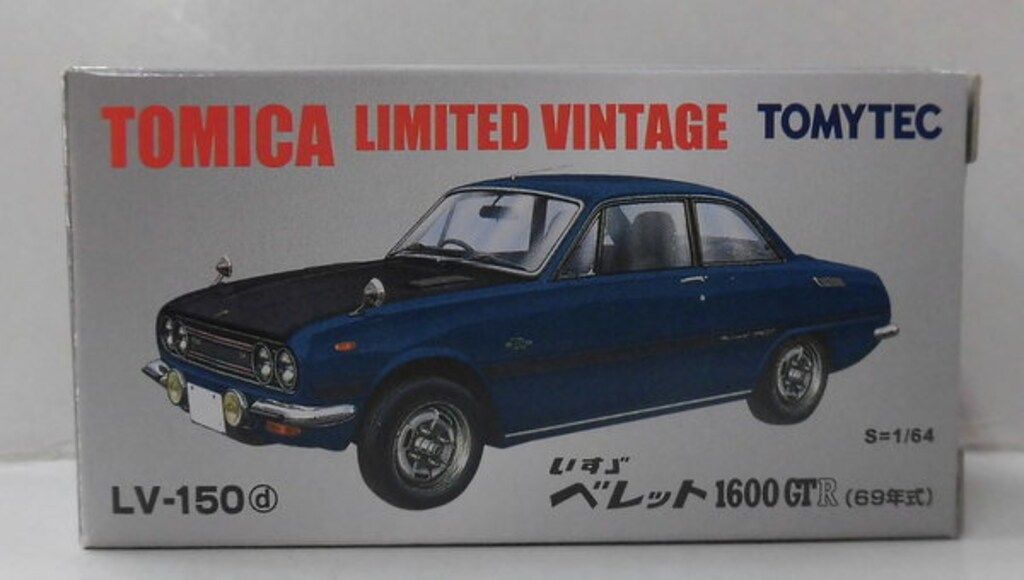 TOMICA LIMITED VINTAGE TOMYTEC
S=1/64
いすゞ
ベレット 1600 GTR (69年式)
LV-150ⓓ